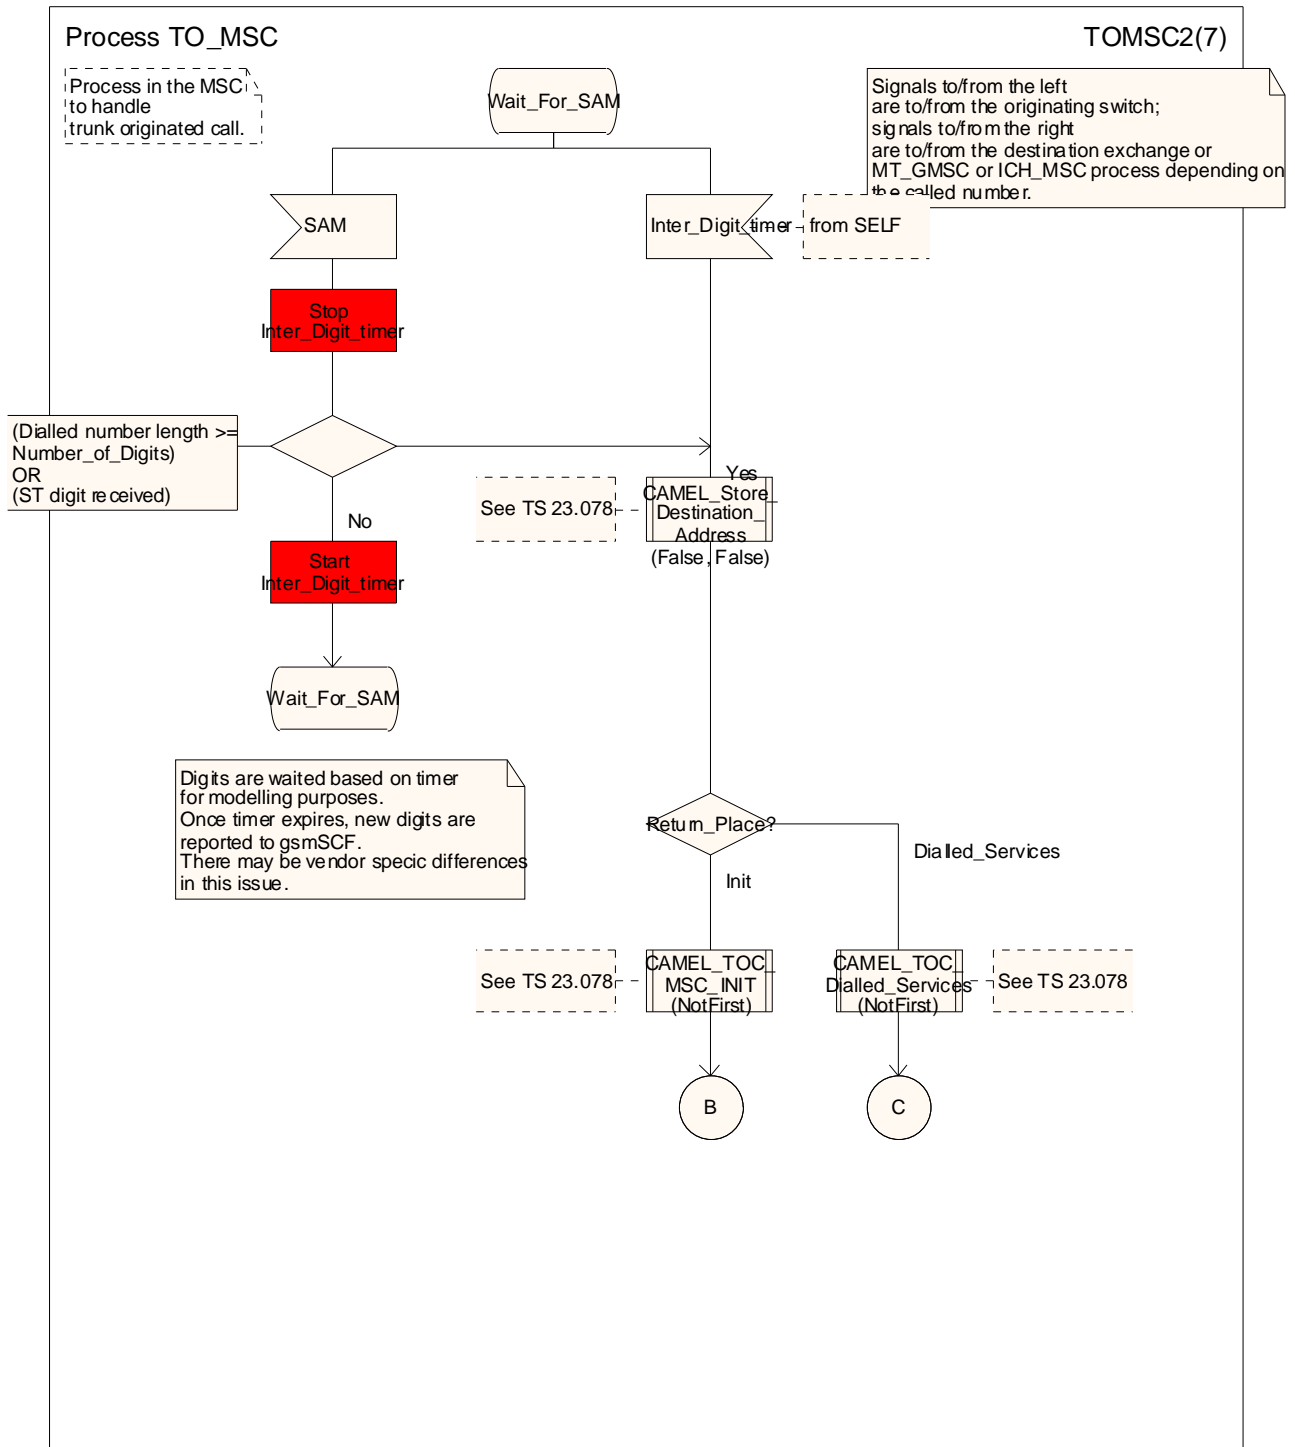 Process TO_MSC
TOMSC2(7)
Process in the MSC
to handle
trunk originated call.
Wait_For_SAM
Signals to/from the left
are to/from the originating switch;
signals to/from the right
are to/from the destination exchange or
MT_GMSC or ICH_MSC process depending on
the called number.
SAM
Inter_Digit_timer
from SELF
Stop
Inter_Digit_timer
(Dialled number length >=
Number_of_Digits)
OR
(ST digit received)
Yes
See TS 23.078
CAMEL_Store_
Destination_
Address
(False, False)
No
Start
Inter_Digit_timer
Wait_For_SAM
Digits are waited based on timer
for modelling purposes.
Once timer expires, new digits are
reported to gsmSCF.
There may be vendor specic differences
in this issue.
Return_Place?
Dialled_Services
Init
See TS 23.078
CAMEL_TOC_
MSC_INIT
(NotFirst)
CAMEL_TOC_
Dialled_Services
(NotFirst)
See TS 23.078
B
C